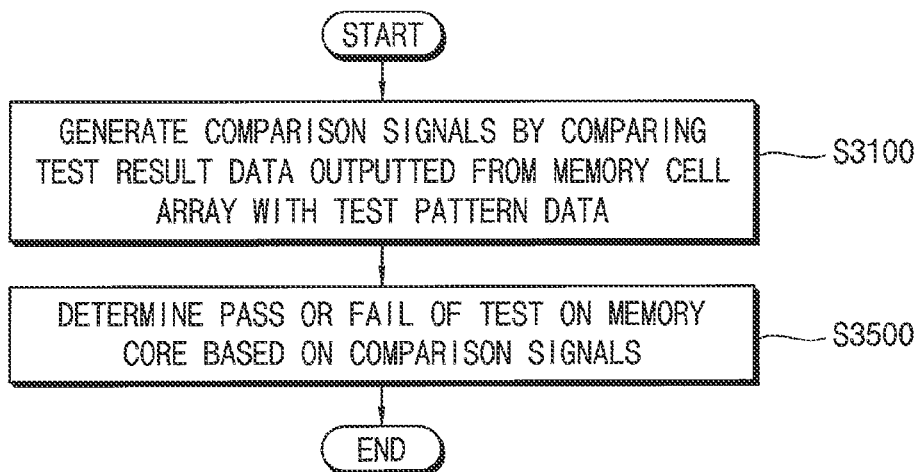 START
GENERATE COMPARISON SIGNALS BY COMPARING
TEST RESULT DATA OUTPUTTED FROM MEMORY CELL
ARRAY WITH TEST PATTERN DATA
S3100
DETERMINE PASS OR FAIL OF TEST ON MEMORY
CORE BASED ON COMPARISON SIGNALS
S3500
END